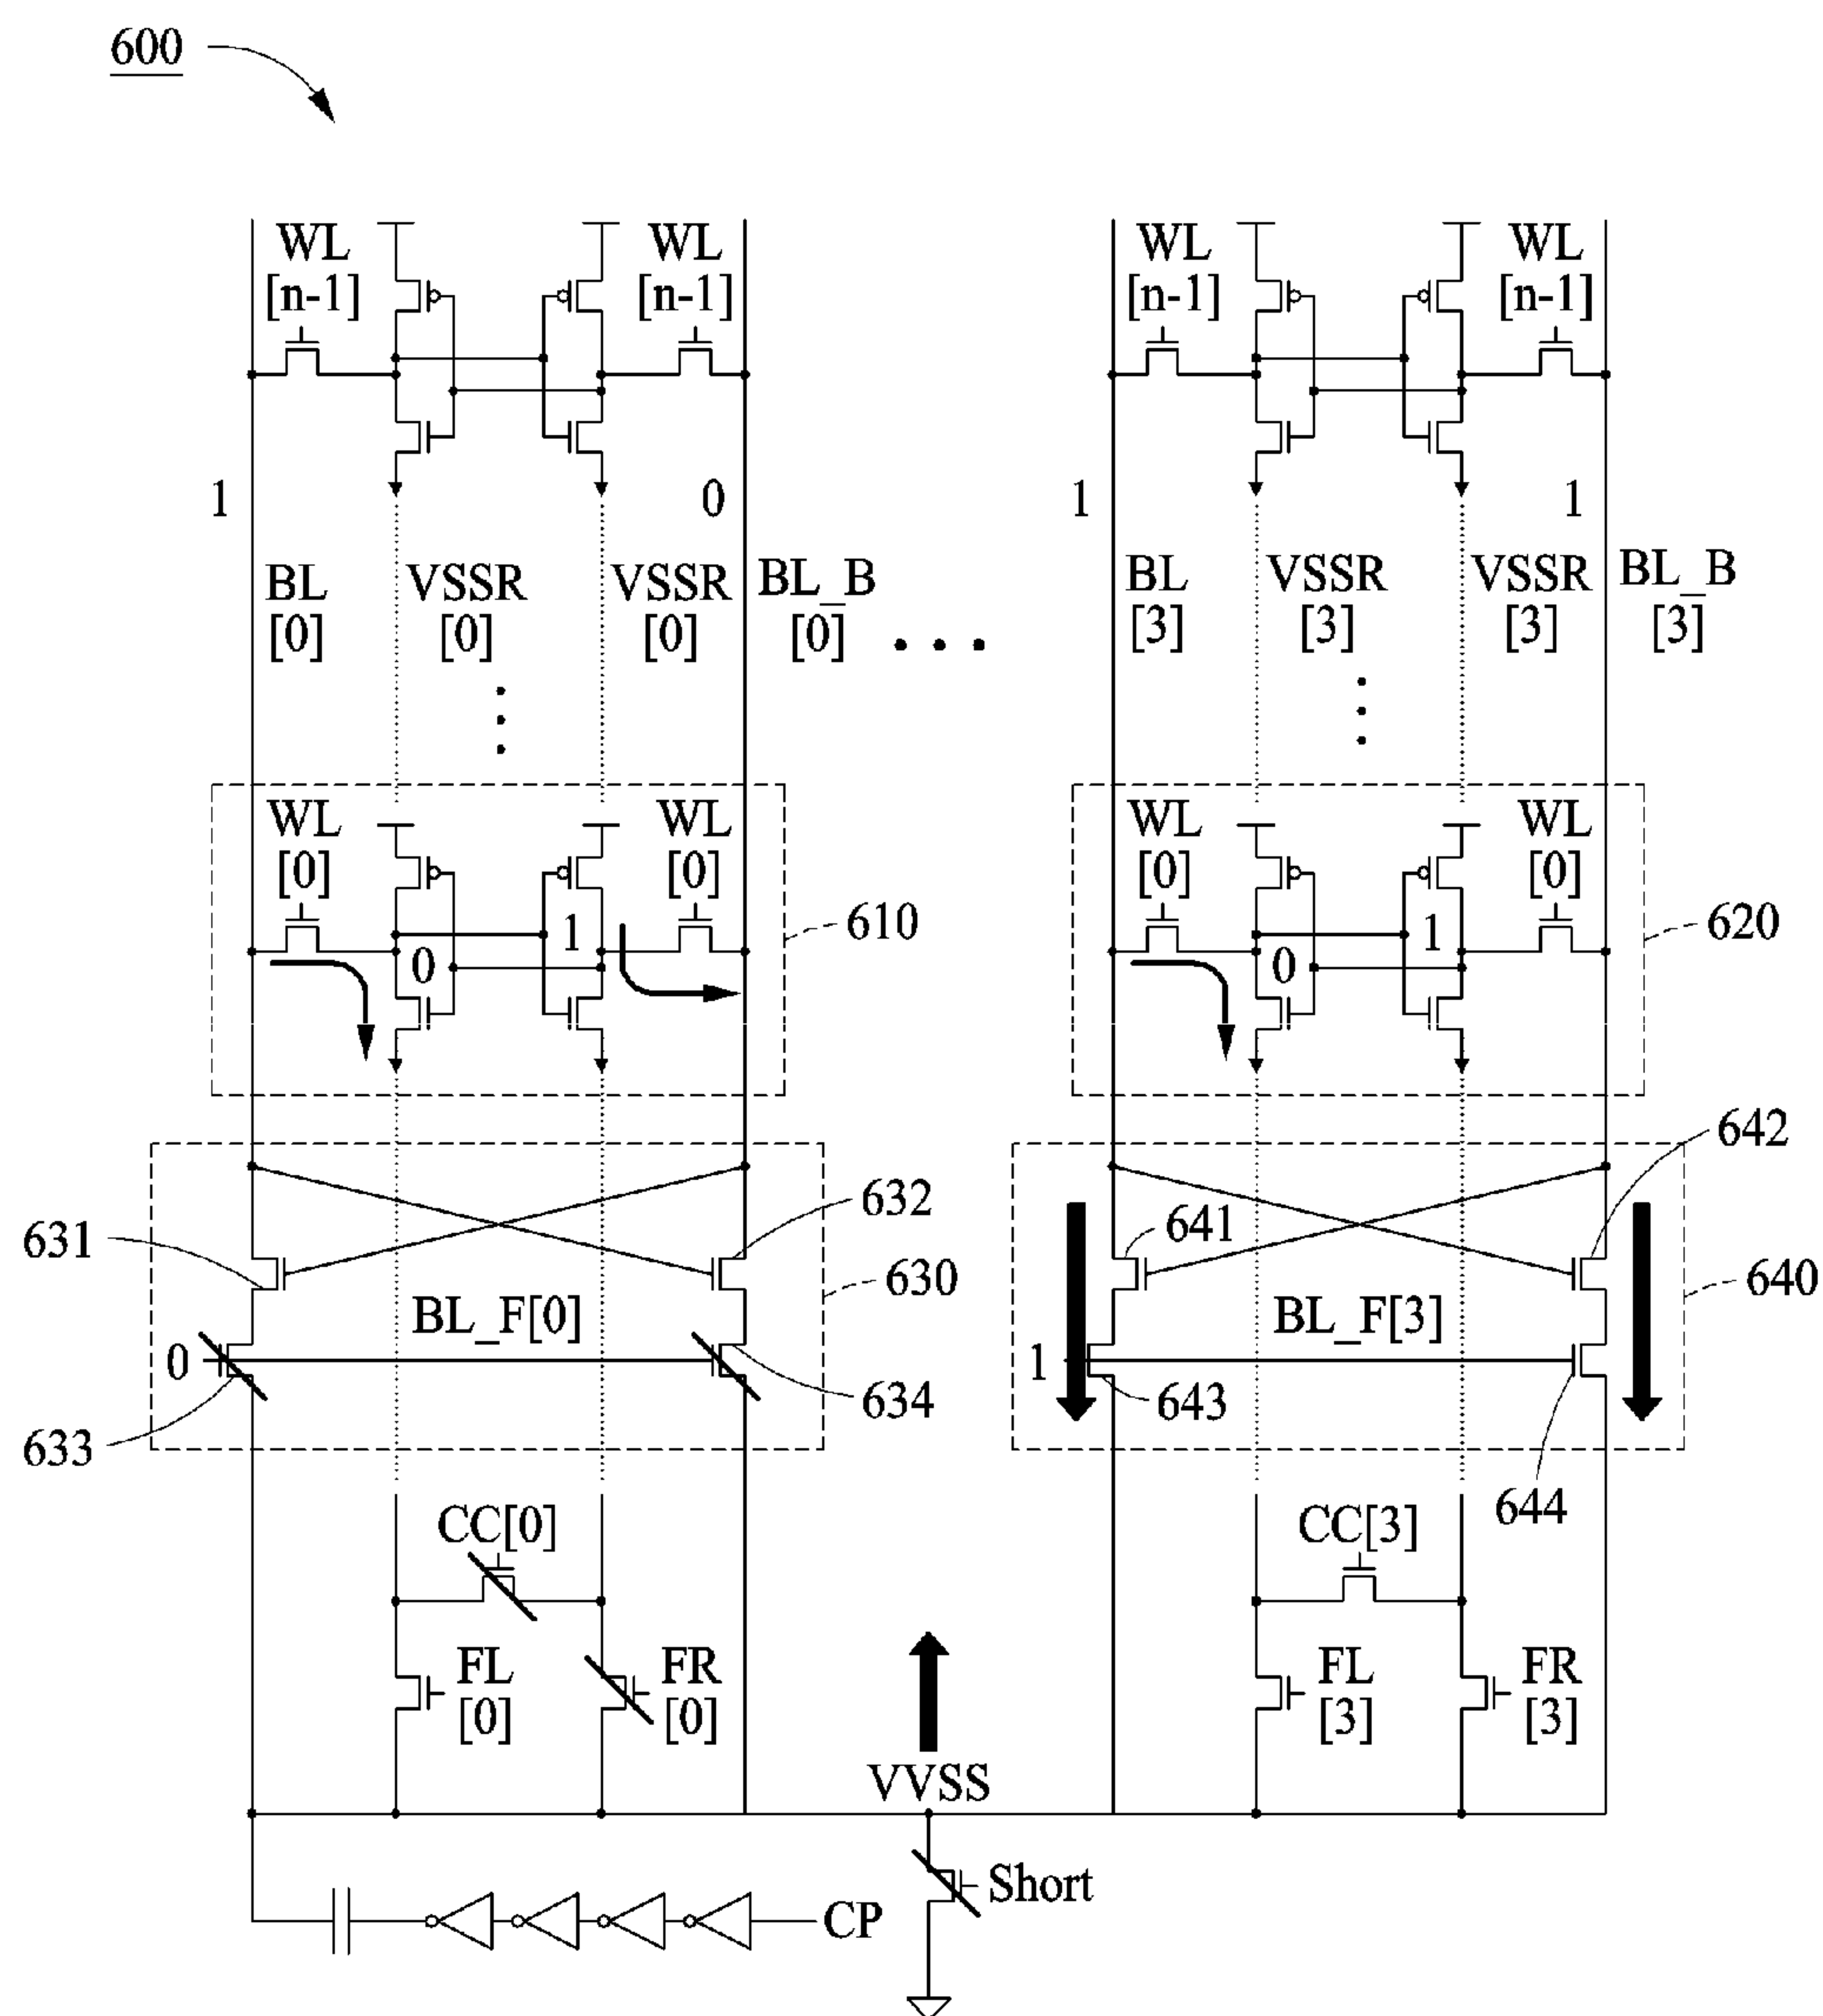 600
WL
[n-1]
WL
[n-1]
WL
[n-1]
WL
[n-1]
1
0
1
1
BL
[0]
VSSR
[0]
VSSR
[0]
BL_B
[0]
BL
[3]
VSSR
[3]
VSSR
[3]
BL_B
[3]
WL
[0]
WL
[0]
0
1
610
WL
[0]
WL
[0]
0
1
620
631
632
630
BL_F[0]
0
633
634
641
642
640
BL_F[3]
1
643
644
CC[0]
FL
[0]
FR
[0]
CC[3]
FL
[3]
FR
[3]
VVSS
Short
CP